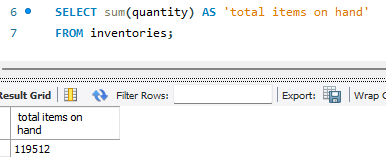 6 SELECT sum(quantity) AS 'total items on hand'
7 FROM inventories;
Result Grid Filter Rules: Export: Wrap C
total items on
hand
119512